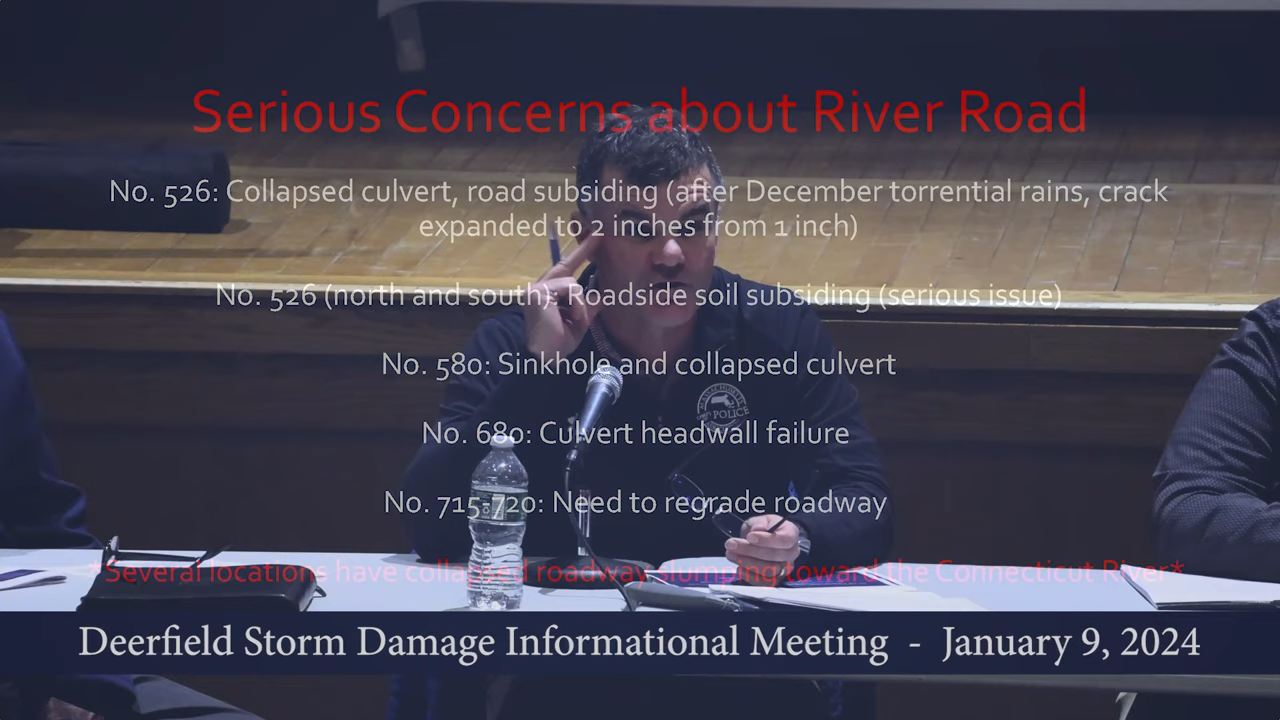 Serious Concerns about River Road
No. 526: Collapsed culvert, road subsiding (after December torrential rains, crack
expanded to 2 inches from 1 inch)
No. 526 (north and south): Roadside soil subsiding (serious issue)
No. 580: Sinkhole and collapsed culvert
No. 680: Culvert headwall failure
No. 715-720: Need to regrade roadway
*Several locations have collapsed roadway slumping toward the Connecticut River*
MASSACHUSETTS
POLICE
Deerfield Storm Damage Informational Meeting - January 9, 2024